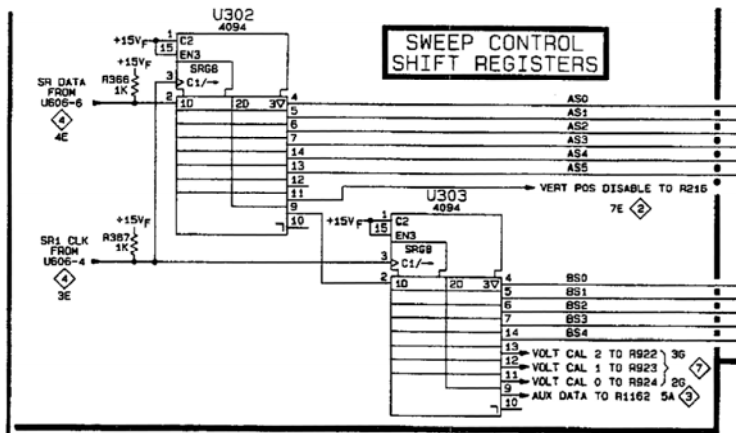 U302
4094
SWEEP CONTROL
SHIFT REGISTERS
+15VF
1
C2
15
EN3
+15VF
SRG8
SR DATA
FROM
U606-6
R366
1K
3
C1/→
2
1D
2D
3▽
4
AS0
5
AS1
6
AS2
7
AS3
14
AS4
13
AS5
12
11
VERT POS DISABLE TO R216
9
7E
2
10
4
4E
U303
4094
+15VF
1
C2
15
EN3
+15VF
SRG8
SR1 CLK
FROM
U606-4
R387
1K
3
C1/→
4
3E
2
1D
2D
3▽
4
BS0
5
BS1
6
BS2
7
BS3
14
BS4
13
VOLT CAL 2 TO R922
3G
12
VOLT CAL 1 TO R923
7
11
VOLT CAL 0 TO R924
2G
9
AUX DATA TO R1162 5A
3
10